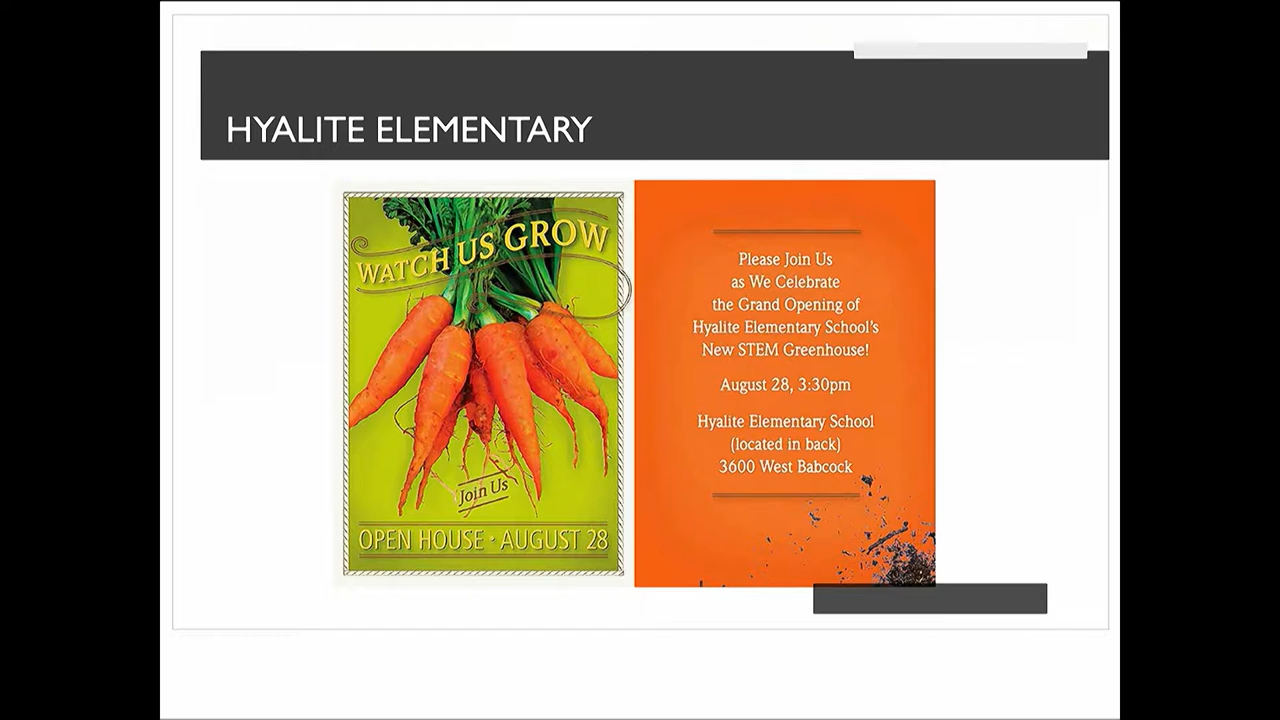 HYALITE ELEMENTARY
WATCH US GROW
Join Us
OPEN HOUSE · AUGUST 28
Please Join Us
as We Celebrate
the Grand Opening of
Hyalite Elementary School's
New STEM Greenhouse!
August 28, 3:30pm
Hyalite Elementary School
(located in back)
3600 West Babcock